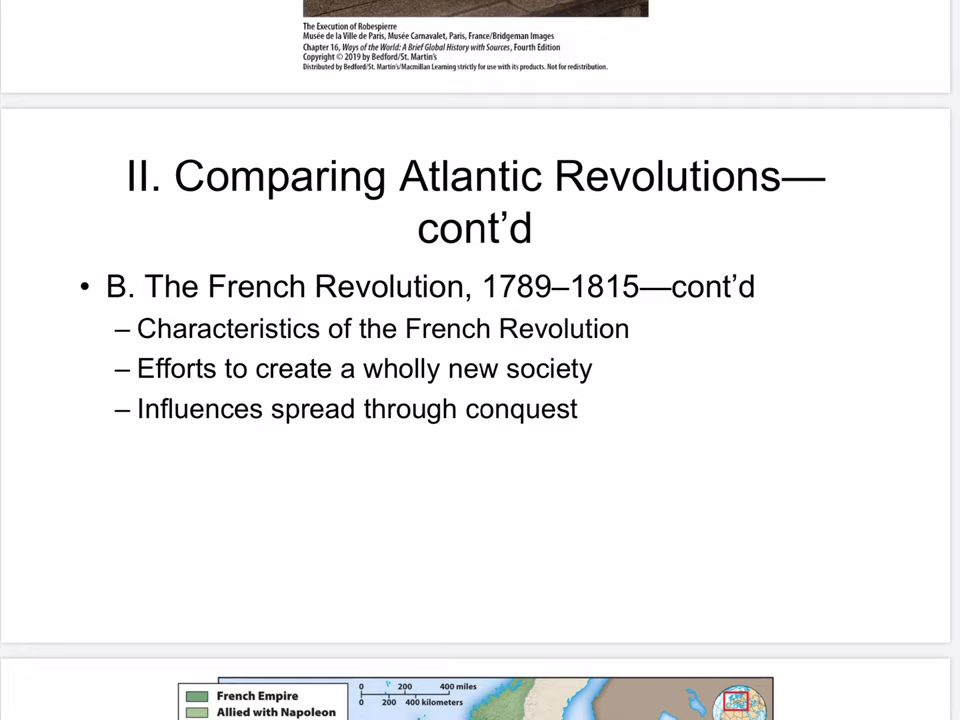 The Execution of Robespierre
Musée de la Ville de Paris, Musée Carnavalet, Paris, France/Bridgeman Images
Chapter 16, Ways of the World: A Brief Global History with Sources, Fourth Edition
Copyright © 2019 by Bedford/St. Martin's
Distributed by Bedford/St. Martin's/Macmillan Learning strictly for use with its products. Not for redistribution.
II. Comparing Atlantic Revolutions—
cont’d
• B. The French Revolution, 1789–1815—cont’d
– Characteristics of the French Revolution
– Efforts to create a wholly new society
– Influences spread through conquest
French Empire
Allied with Napoleon
0 200 400 miles
0 200 400 kilometers